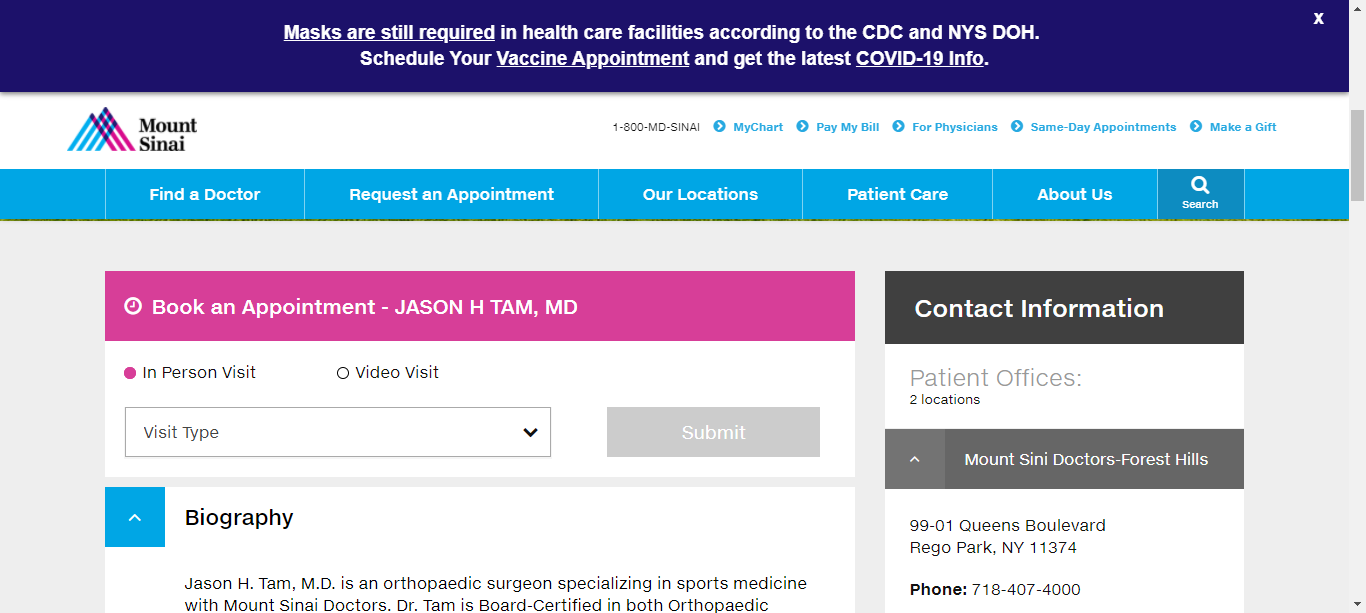 Masks are still required in health care facilities according to the CDC and NYS DOH.
Schedule Your Vaccine Appointment and get the latest COVID-19 Info.
X
Mount
Sinai
1-800-MD-SINAI
MyChart
Pay My Bill
For Physicians
Same-Day Appointments
Make a Gift
Find a Doctor
Request an Appointment
Our Locations
Patient Care
About Us
Search
Book an Appointment - JASON H TAM, MD
In Person Visit
Video Visit
Visit Type
Submit
Biography
Jason H. Tam, M.D. is an orthopaedic surgeon specializing in sports medicine
with Mount Sinai Doctors. Dr. Tam is Board-Certified in both Orthopaedic
Contact Information
Patient Offices:
2 locations
Mount Sini Doctors-Forest Hills
99-01 Queens Boulevard
Rego Park, NY 11374
Phone: 718-407-4000